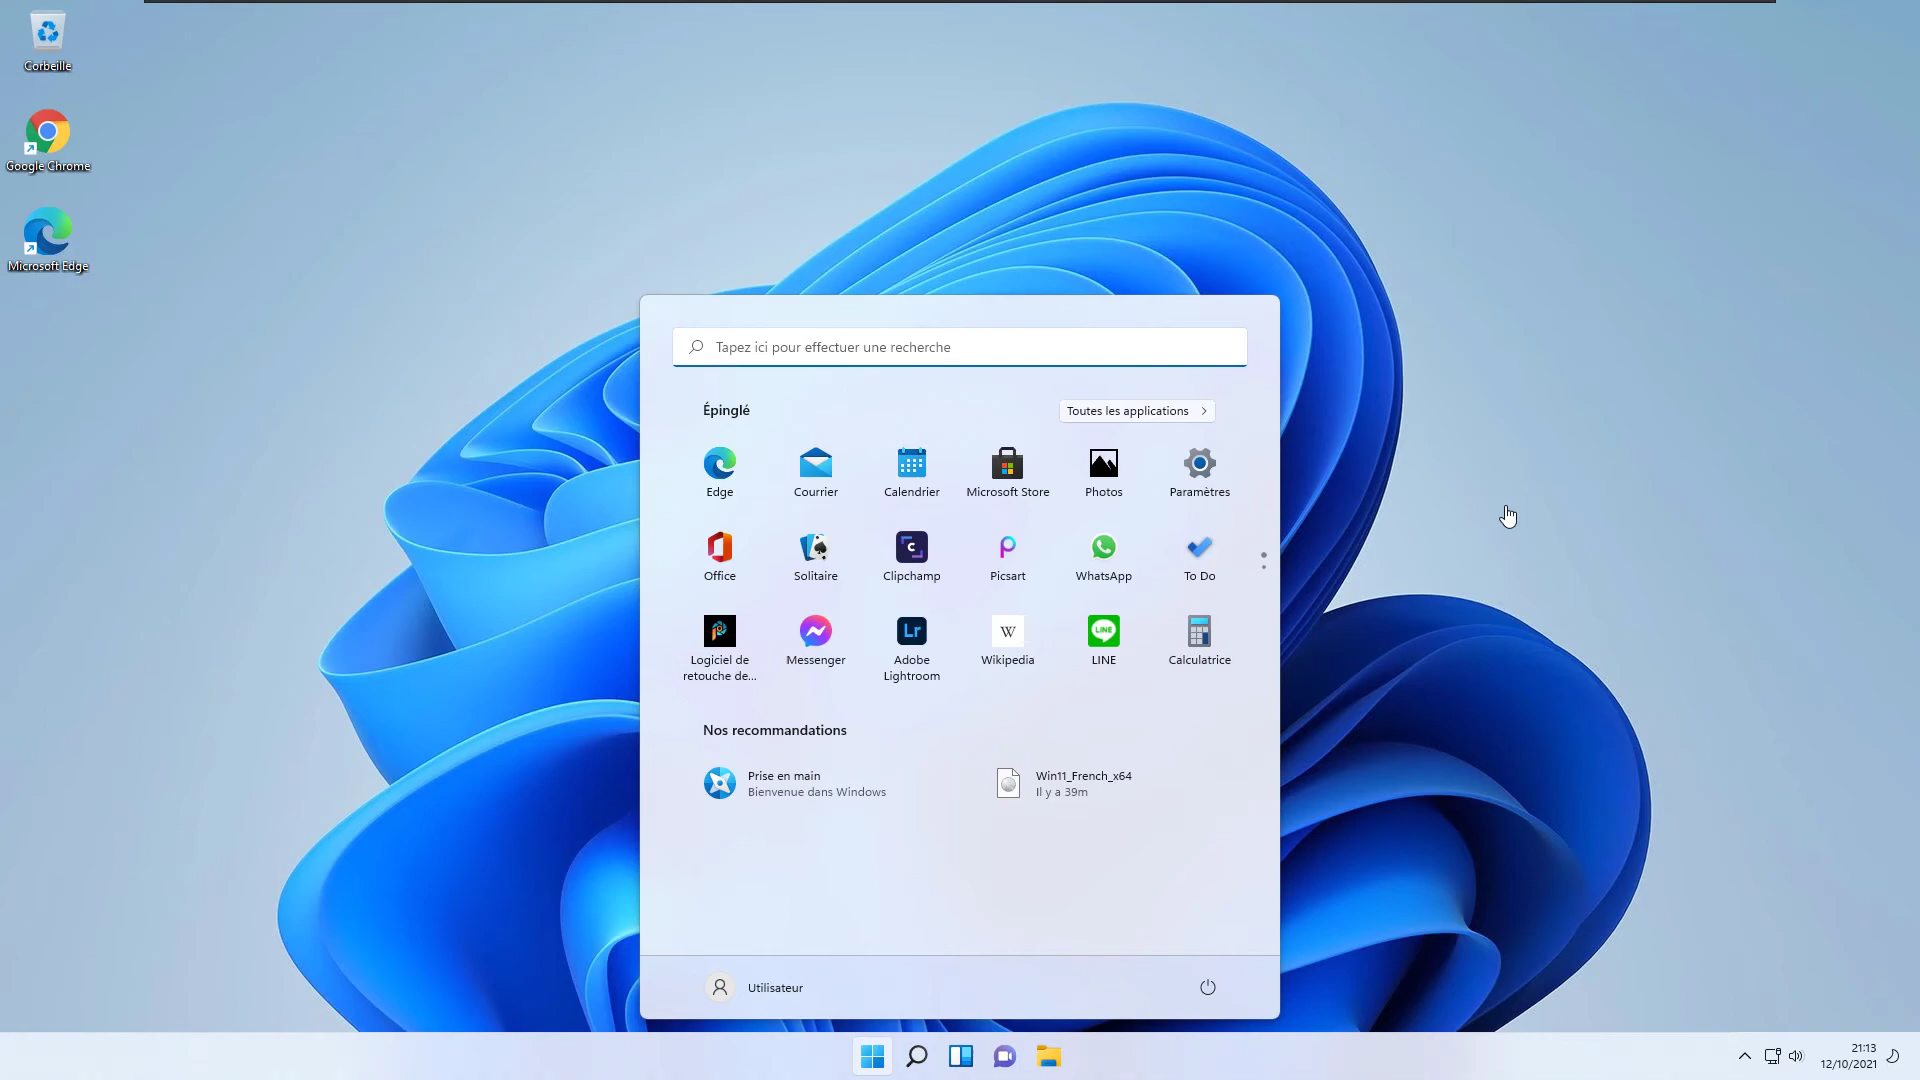 Corbeille
Google Chrome
Microsoft Edge
Tapez ici pour effectuer une recherche
Épinglé
Toutes les applications
Edge
Courrier
Calendrier
Microsoft Store
Photos
Paramètres
Office
Solitaire
Clipchamp
Picsart
WhatsApp
To Do
Logiciel de
retouche de...
Messenger
Lr
Adobe
Lightroom
W
Wikipedia
LINE
LINE
Calculatrice
Nos recommandations
Prise en main
Bienvenue dans Windows
Win11_French_x64
Il y a 39m
Utilisateur
21:13
12/10/2021